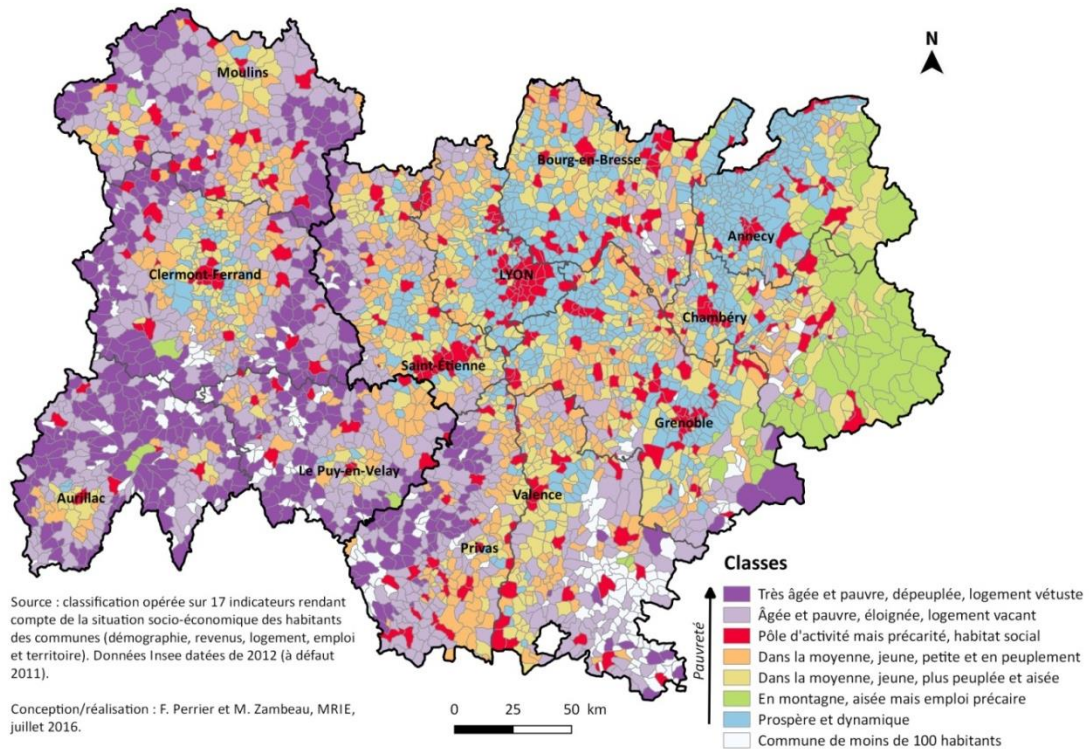 N
Moulins
Bourg-en-Bresse
Annecy
Clermont-Ferrand
LYON
Chambéry
Saint-Étienne
Grenoble
Le Puy-en-Velay
Aurillac
Valence
Privas
Source : classification opérée sur 17 indicateurs rendant
compte de la situation socio-économique des habitants
des communes (démographie, revenus, logement, emploi
et territoire). Données Insee datées de 2012 (à défaut
2011).
Conception/réalisation : F. Perrier et M. Zambeau, MRIE,
juillet 2016.
0 25 50 km
Classes
Pauvreté
Très âgée et pauvre, dépeuplée, logement vétuste
Âgée et pauvre, éloignée, logement vacant
Pôle d'activité mais précarité, habitat social
Dans la moyenne, jeune, petite et en peuplement
Dans la moyenne, jeune, plus peuplée et aisée
En montagne, aisée mais emploi précaire
Prospère et dynamique
Commune de moins de 100 habitants